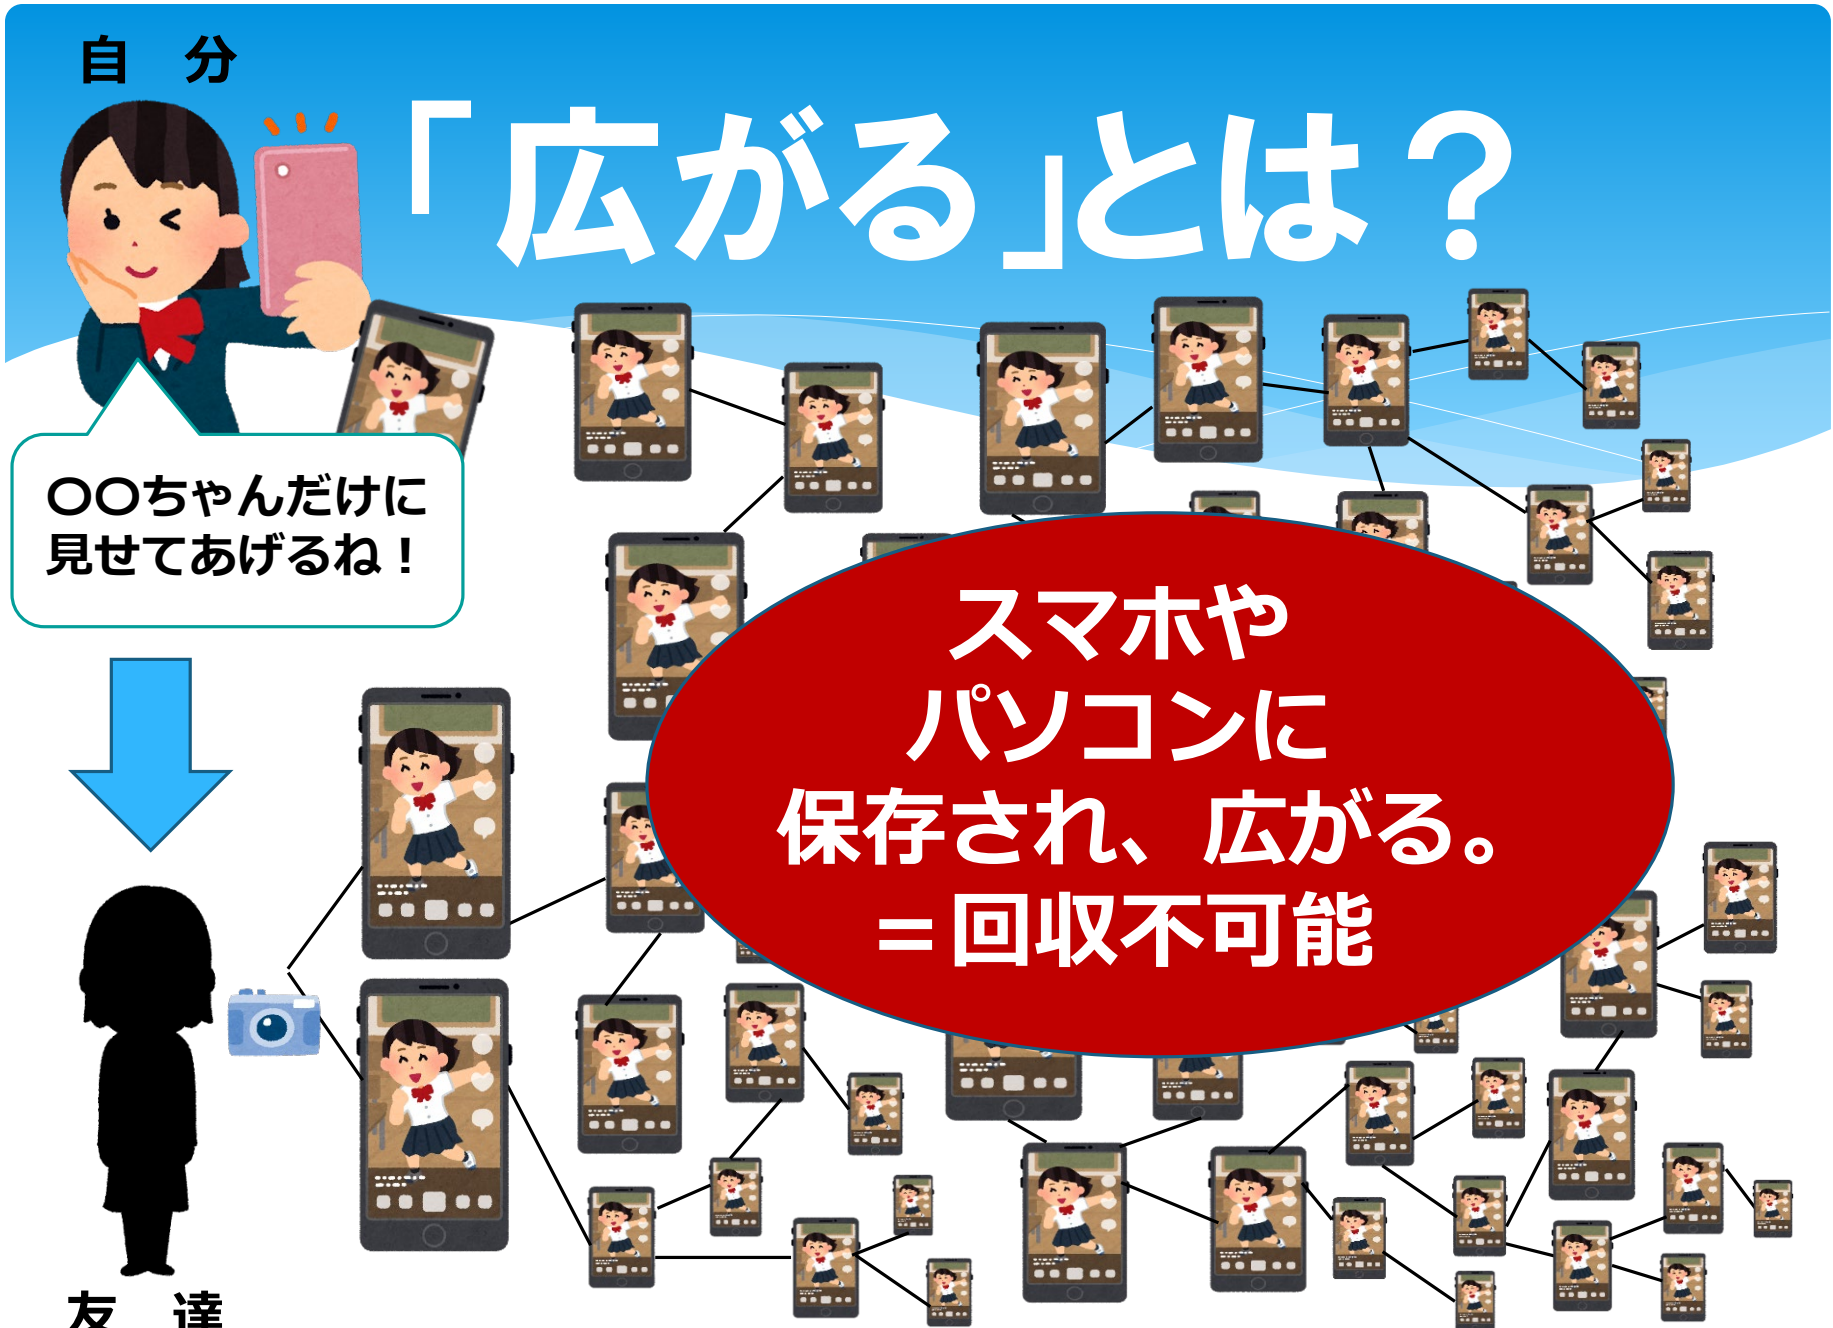 自　分
「広がる」とは？
〇〇ちゃんだけに
見せてあげるね！
スマホや
パソコンに
保存され、広がる。
＝回収不可能
友　達